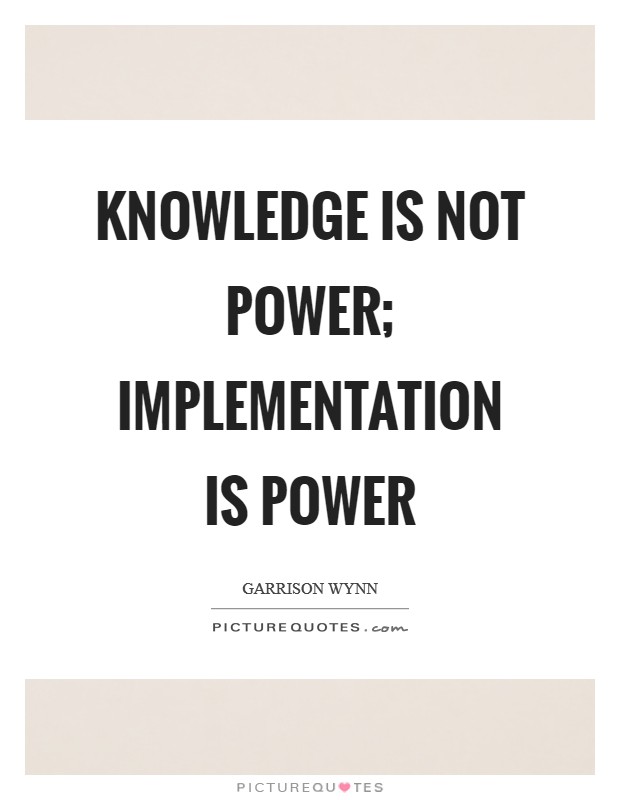 KNOWLEDGE IS NOT
POWER;
IMPLEMENTATION
IS POWER
GARRISON WYNN
PICTUREQUOTES.com
PICTUREQUOTES